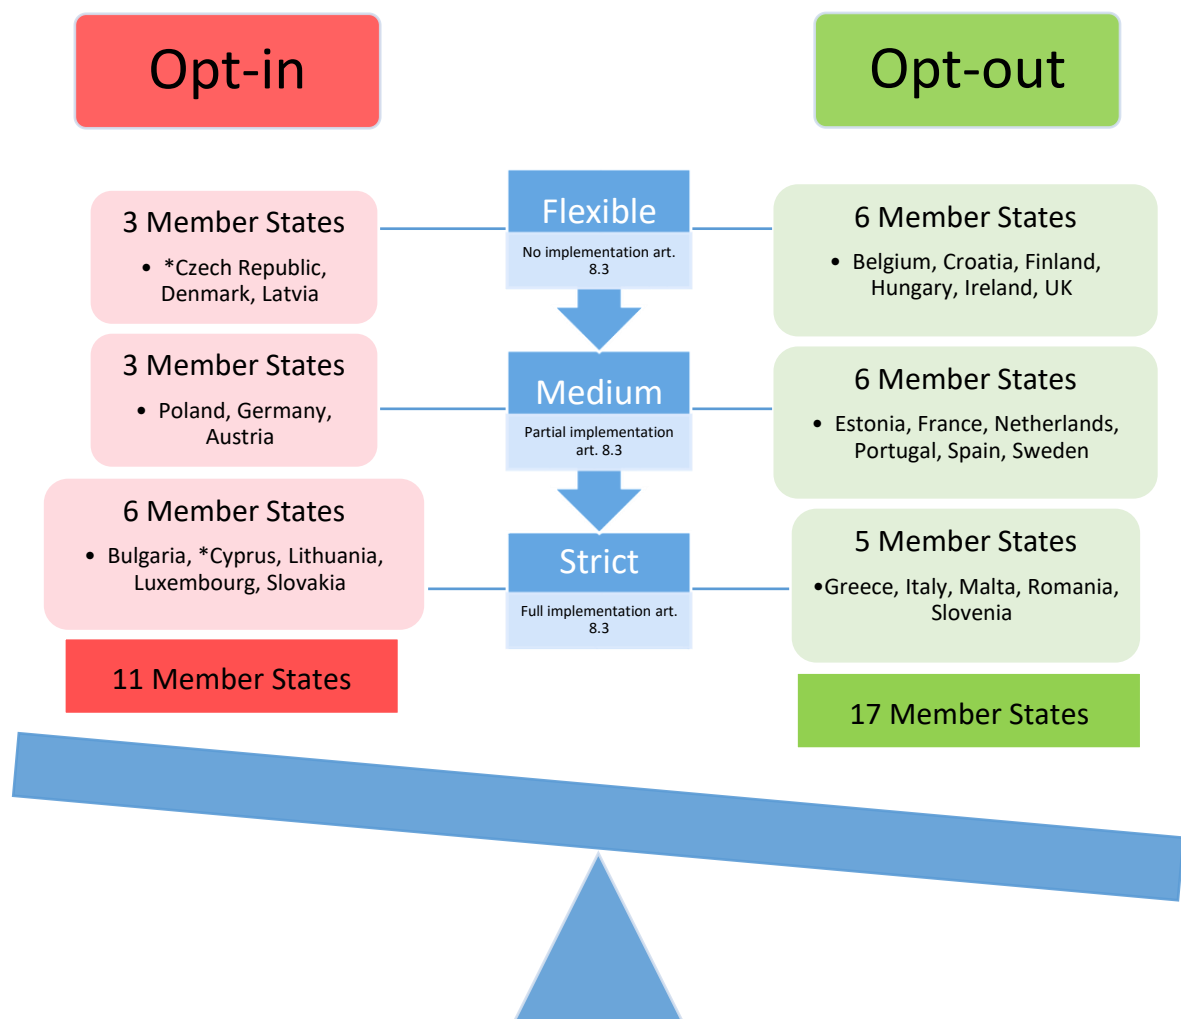 Opt-in
Opt-out
3 Member States
• *Czech Republic,
Denmark, Latvia
Flexible
No implementation art.
8.3
6 Member States
• Belgium, Croatia, Finland,
Hungary, Ireland, UK
3 Member States
• Poland, Germany,
Austria
Medium
Partial implementation
art. 8.3
6 Member States
• Estonia, France, Netherlands,
Portugal, Spain, Sweden
6 Member States
• Bulgaria, *Cyprus, Lithuania,
Luxembourg, Slovakia
Strict
Full implementation art.
8.3
5 Member States
•Greece, Italy, Malta, Romania,
Slovenia
11 Member States
17 Member States